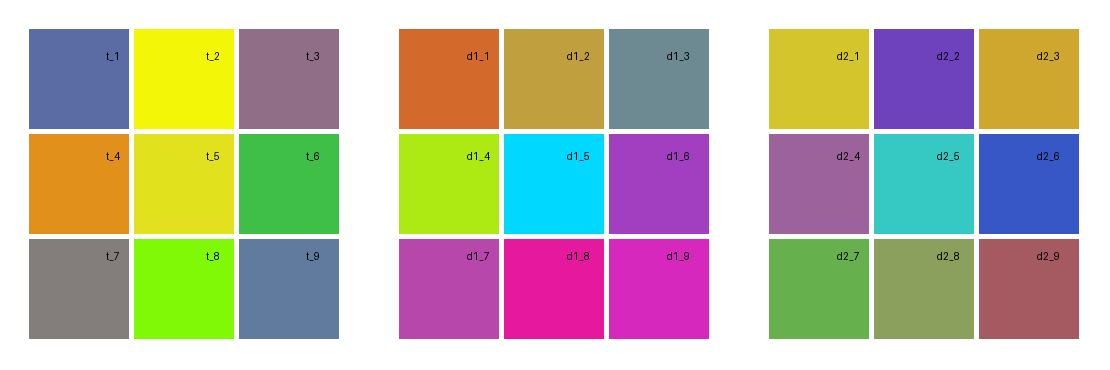 t_1 t_2 t_3 d1_1 d1_2 d1_3 d2_1 d2_2 d2_3
t_4 t_5 t_6 d1_4 d1_5 d1_6 d2_4 d2_5 d2_6
t_7 t_8 t_9 d1_7 d1_8 d1_9 d2_7 d2_8 d2_9